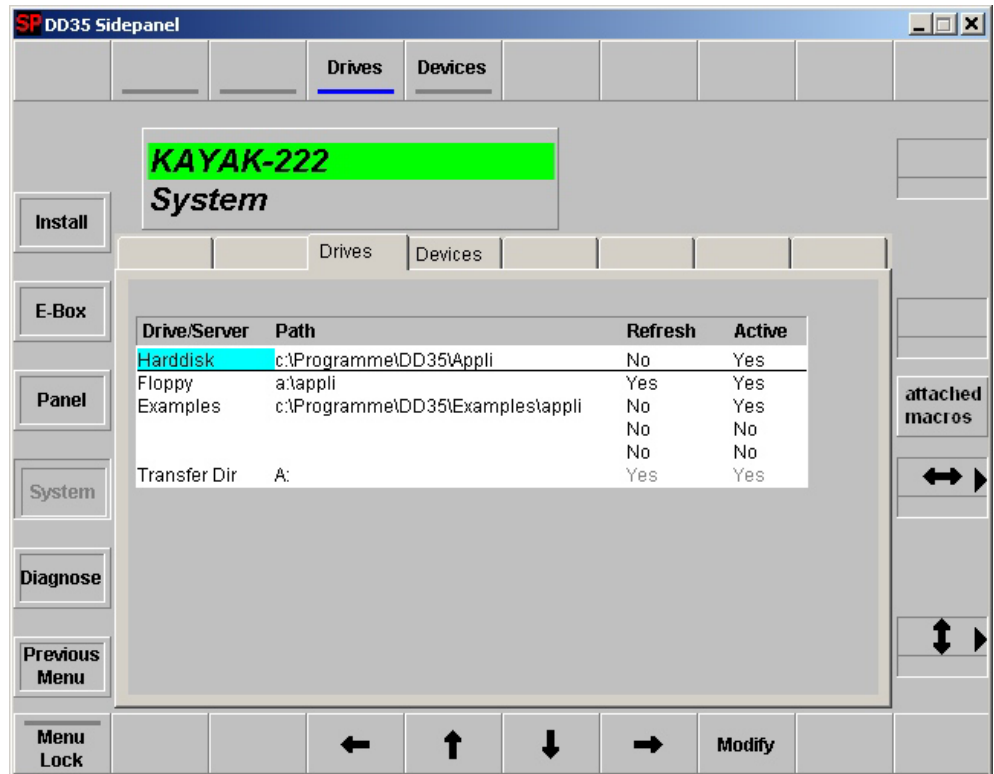 SP DD35 Sidepanel
Drives Devices
KAYAK-222
System
Install
Drives Devices
E-Box
Drive/Server Path Refresh Active
Harddisk c:\Programme\DD35\Appli No Yes
Floppy a:\appli Yes Yes
Examples c:\Programme\DD35\Examples\appli No Yes
No No
No No
Transfer Dir A: Yes Yes
Panel
attached
macros
System
Diagnose
Previous
Menu
Menu
Lock
Modify